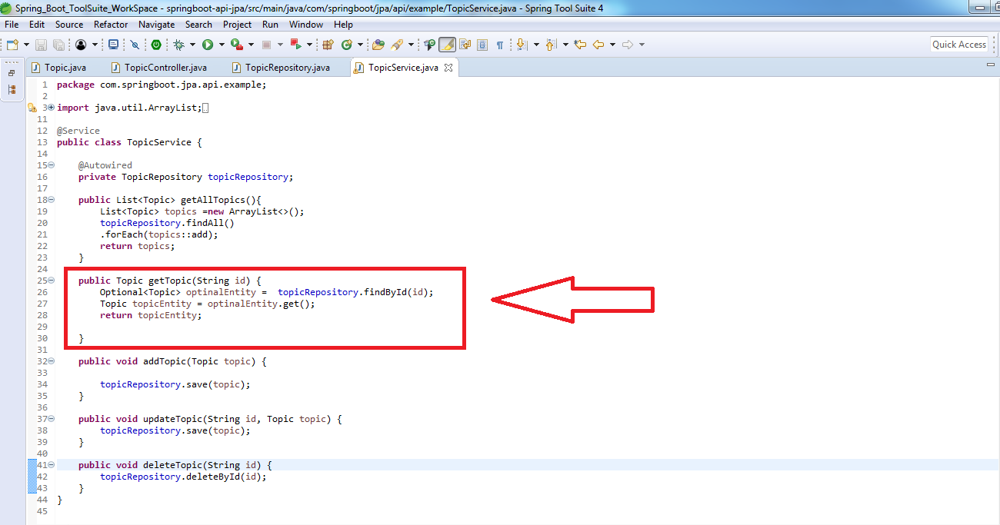 Spring_Boot_ToolSuite_WorkSpace - springboot-api-jpa/src/main/java/com/springboot/jpa/api/example/TopicService.java - Spring Tool Suite 4
File Edit Source Refactor Navigate Search Project Run Window Help
Quick Access
Topic.java TopicController.java TopicRepository.java TopicService.java
1 package com.springboot.jpa.api.example;
2
3 import java.util.ArrayList;
11
12 @Service
13 public class TopicService {
14
15 @Autowired
16 private TopicRepository topicRepository;
17
18 public List<Topic> getAllTopics(){
19 List<Topic> topics =new ArrayList<>();
20 topicRepository.findAll()
21 .forEach(topics::add);
22 return topics;
23 }
24
25 public Topic getTopic(String id) {
26 Optional<Topic> optinalEntity =  topicRepository.findById(id);
27 Topic topicEntity = optinalEntity.get();
28 return topicEntity;
29
30 }
31
32 public void addTopic(Topic topic) {
33
34 topicRepository.save(topic);
35 }
36
37 public void updateTopic(String id, Topic topic) {
38 topicRepository.save(topic);
39 }
40
41 public void deleteTopic(String id) {
42 topicRepository.deleteById(id);
43 }
44 }
45